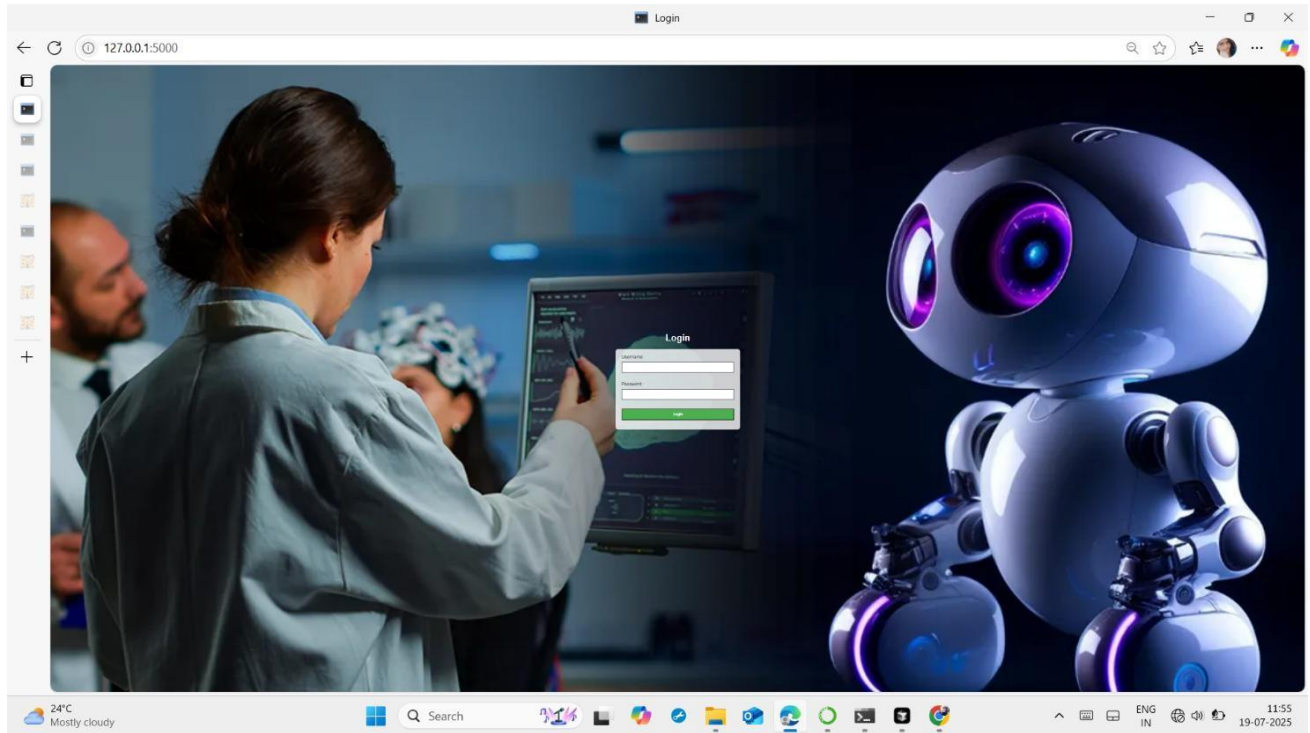 Login
127.0.0.1:5000
Login
Username
Password
Login
24°C
Mostly cloudy
Search
ENG
IN
11:55
19-07-2025